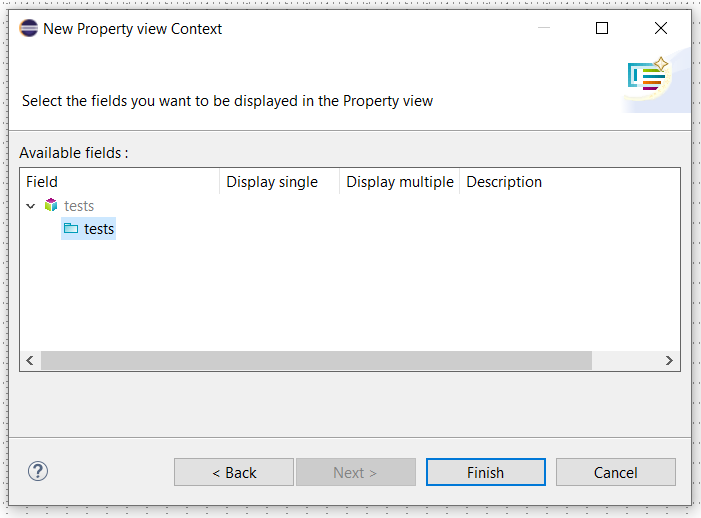 New Property view Context
Select the fields you want to be displayed in the Property view
Available fields :
Field Display single Display multiple Description
tests
tests
? < Back Next > Finish Cancel